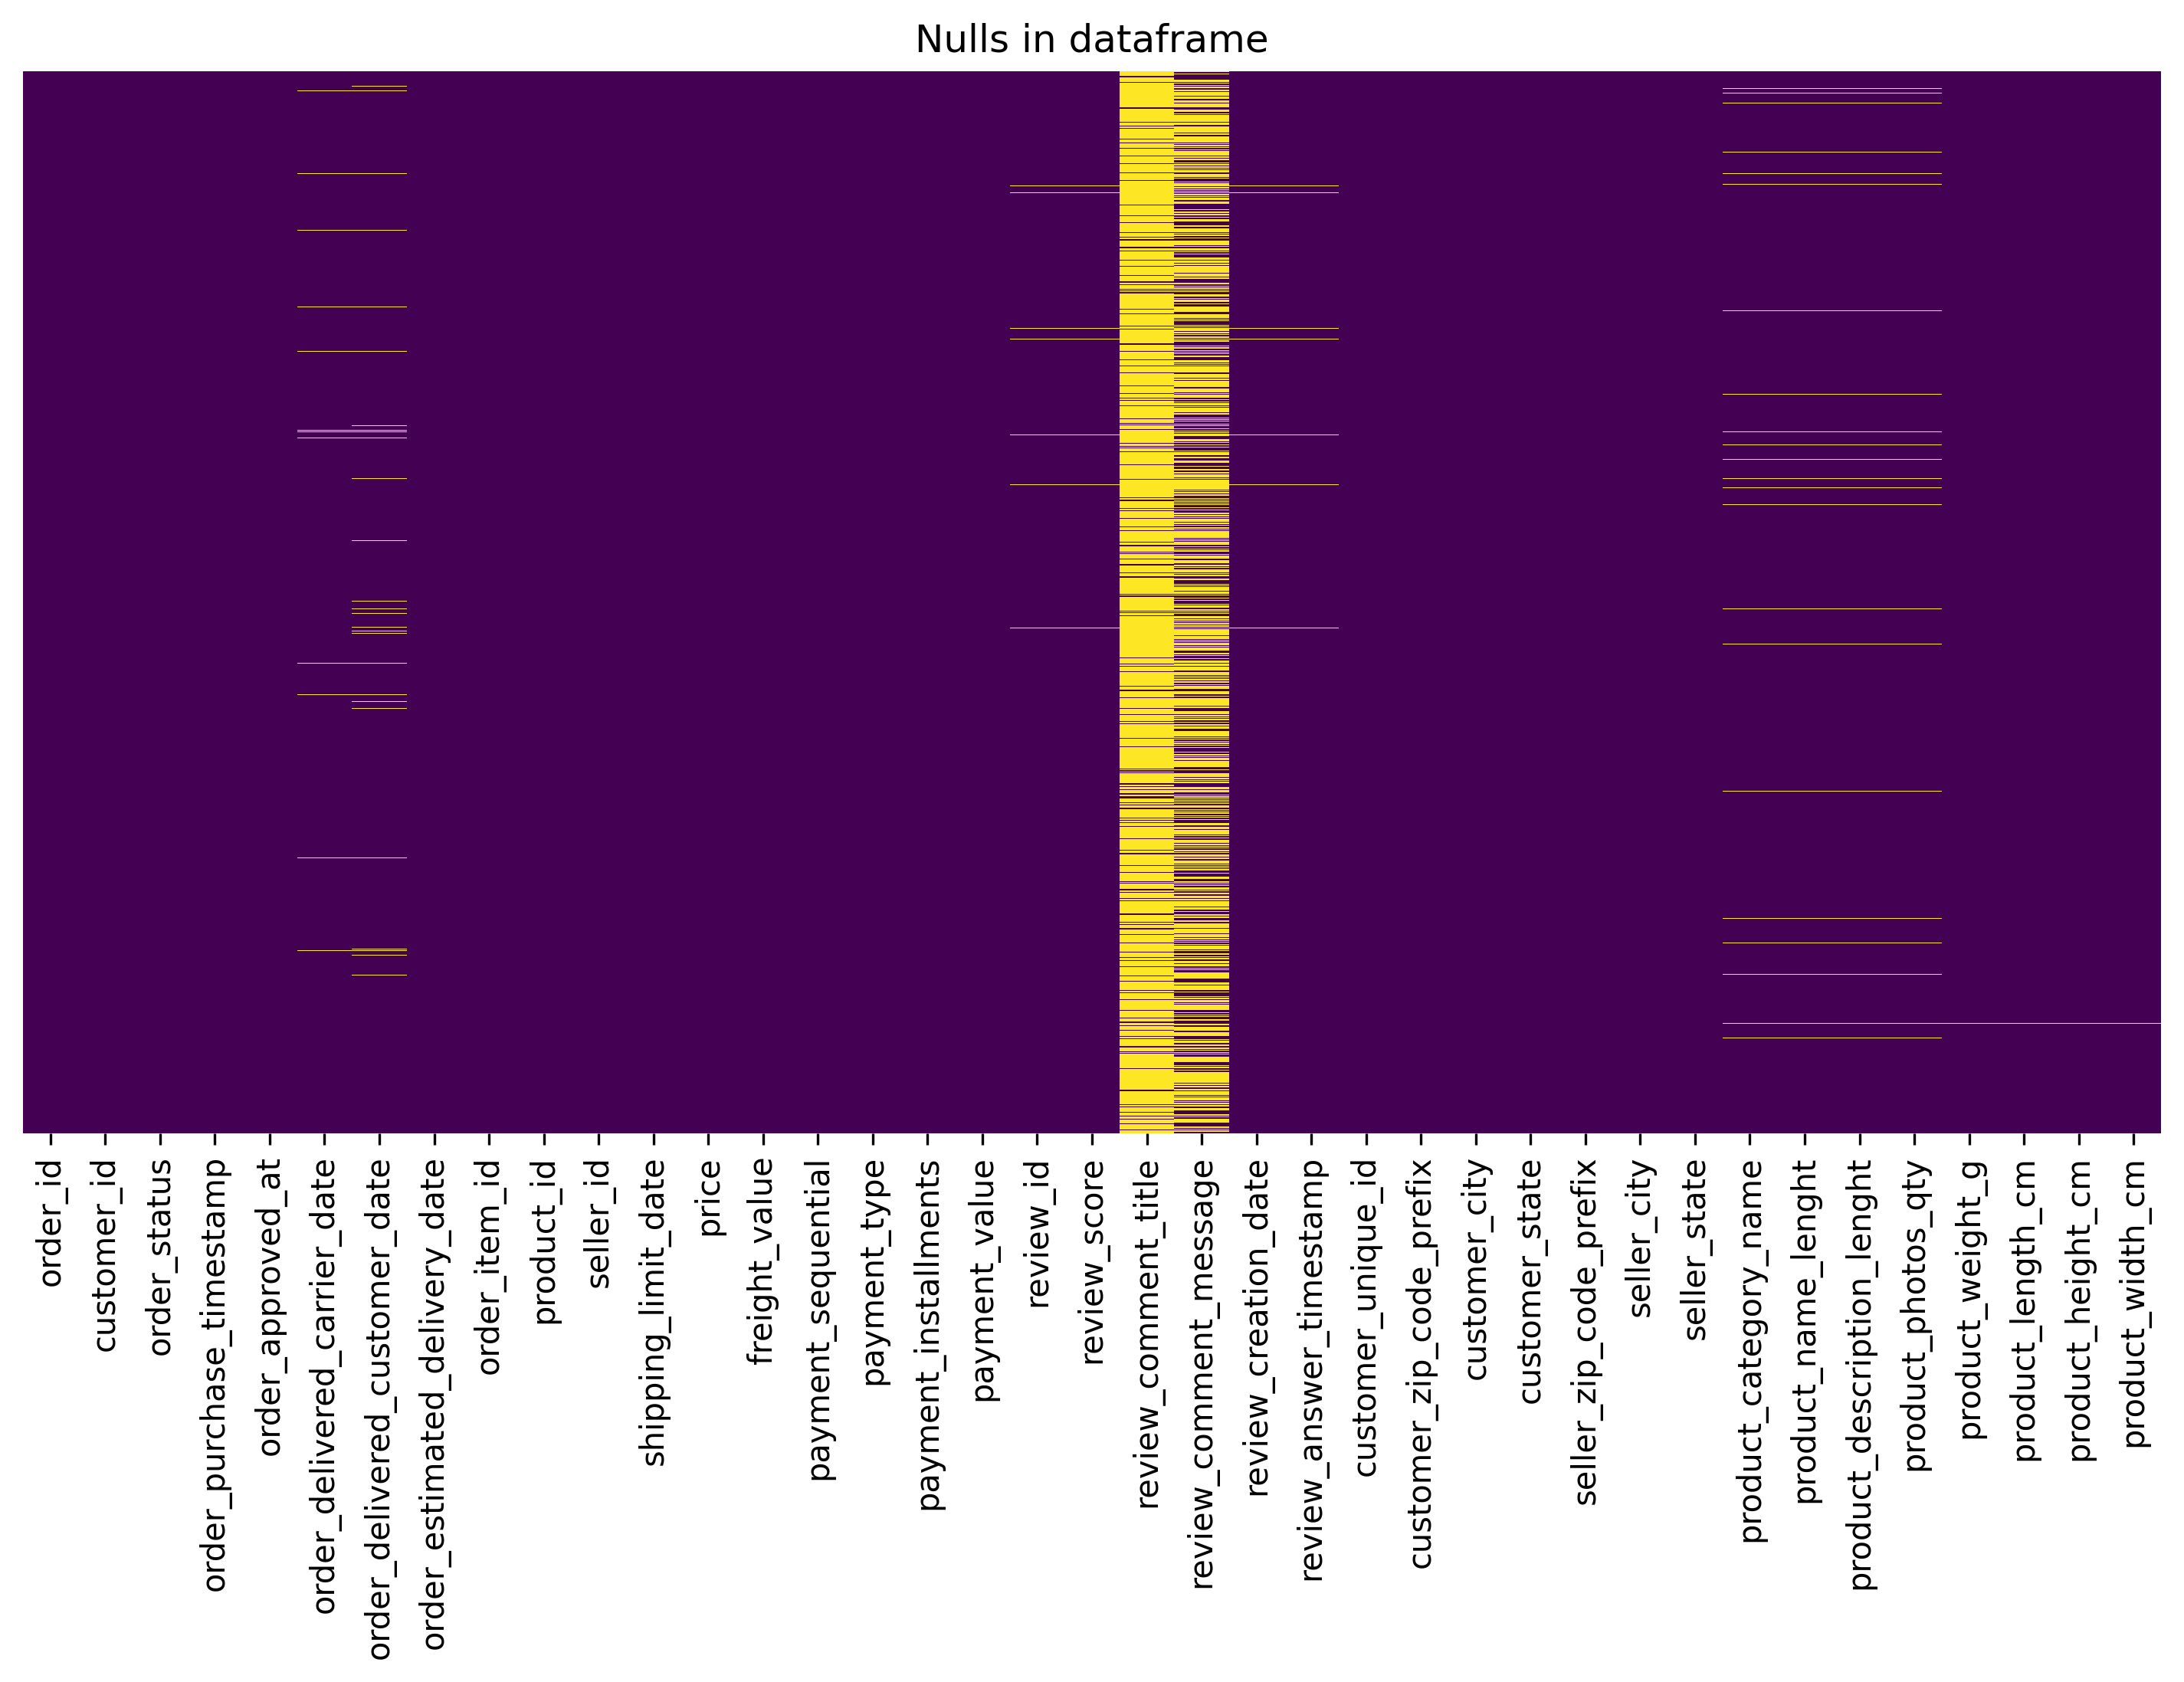 Nulls in dataframe
order_id
customer_id
order_status
order_purchase_timestamp
order_approved_at
order_delivered_carrier_date
order_delivered_customer_date
order_estimated_delivery_date
order_item_id
product_id
seller_id
shipping_limit_date
price
freight_value
payment_sequential
payment_type
payment_installments
payment_value
review_id
review_score
review_comment_title
review_comment_message
review_creation_date
review_answer_timestamp
customer_unique_id
customer_zip_code_prefix
customer_city
customer_state
seller_zip_code_prefix
seller_city
seller_state
product_category_name
product_name_lenght
product_description_lenght
product_photos_qty
product_weight_g
product_length_cm
product_height_cm
product_width_cm